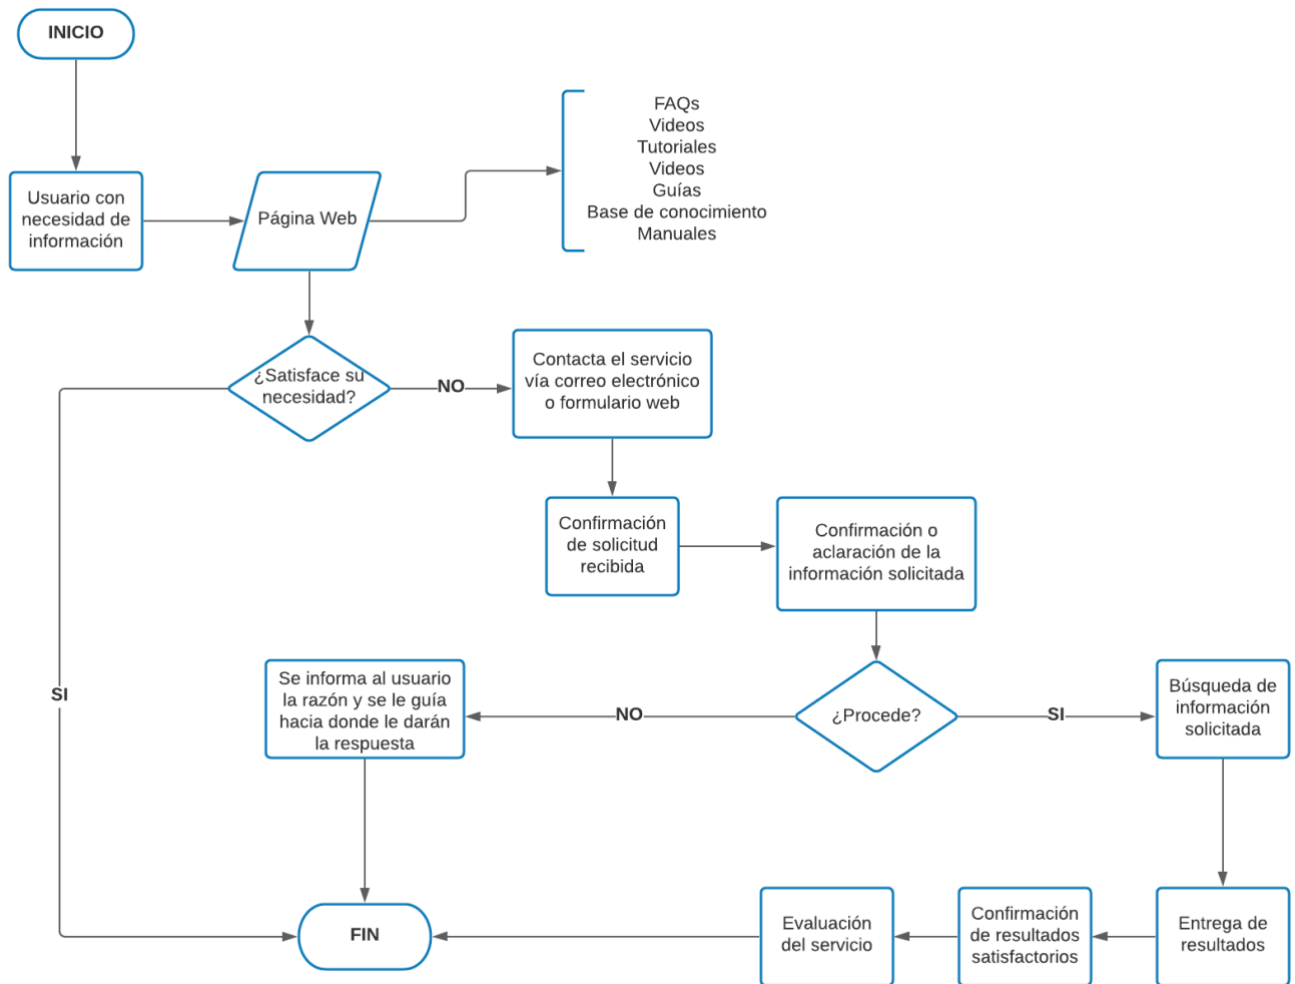 INICIO
FAQs
Videos
Tutoriales
Videos
Guías
Base de conocimiento
Manuales
Usuario con
necesidad de
información
Página Web
¿Satisface su
necesidad?
NO
Contacta el servicio
vía correo electrónico
o formulario web
Confirmación
de solicitud
recibida
Confirmación o
aclaración de la
información solicitada
SI
Se informa al usuario
la razón y se le guía
hacia donde le darán
la respuesta
NO
¿Procede?
SI
Búsqueda de
información
solicitada
FIN
Evaluación
del servicio
Confirmación
de resultados
satisfactorios
Entrega de
resultados